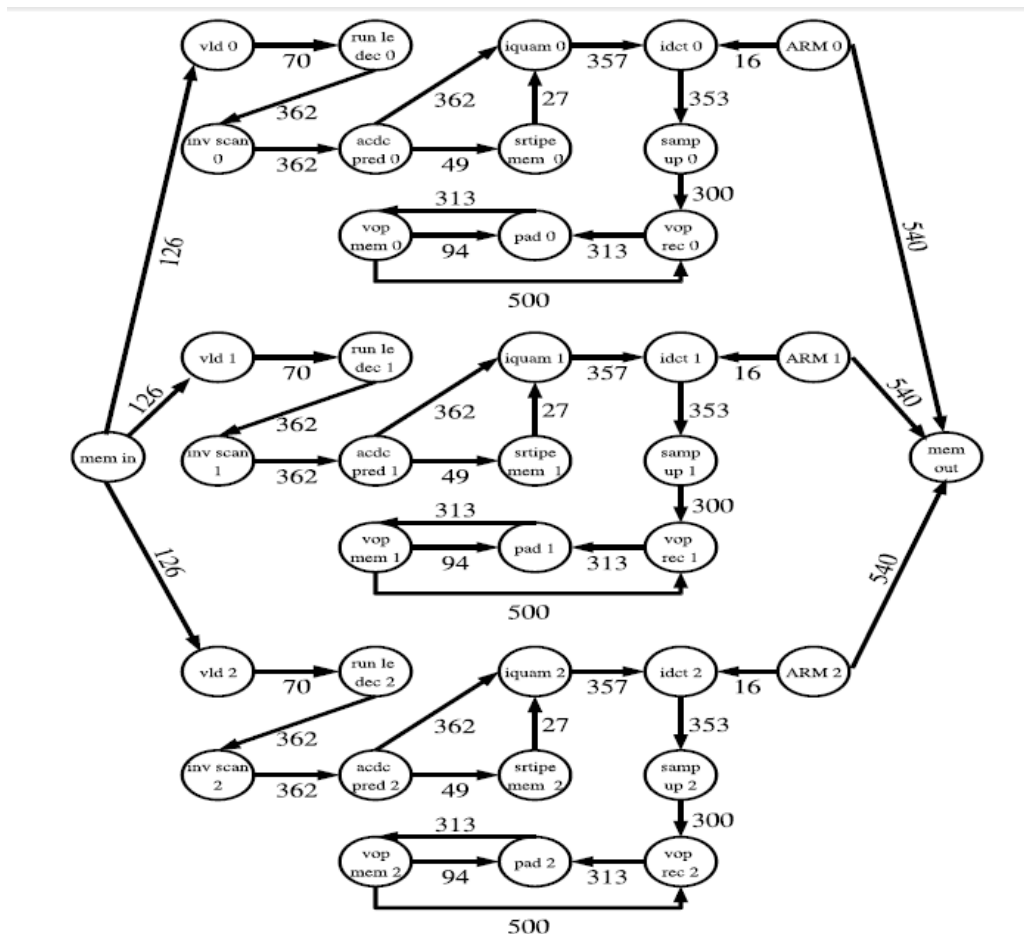 vld 0
70
run le
dec 0
iquam 0
357
idct 0
16
ARM 0
362
362
27
353
inv scan
0
362
acdc
pred 0
49
srtipe
mem 0
samp
up 0
300
313
vop
mem 0
94
pad 0
313
vop
rec 0
500
126
540
vld 1
70
run le
dec 1
iquam 1
357
idct 1
16
ARM 1
126
540
362
362
27
353
mem in
inv scan
1
362
acdc
pred 1
49
srtipe
mem 1
samp
up 1
mem
out
300
313
vop
mem 1
94
pad 1
313
vop
rec 1
500
126
540
vld 2
70
run le
dec 2
iquam 2
357
idct 2
16
ARM 2
362
362
27
353
inv scan
2
362
acdc
pred 2
49
srtipe
mem 2
samp
up 2
300
313
vop
mem 2
94
pad 2
313
vop
rec 2
500